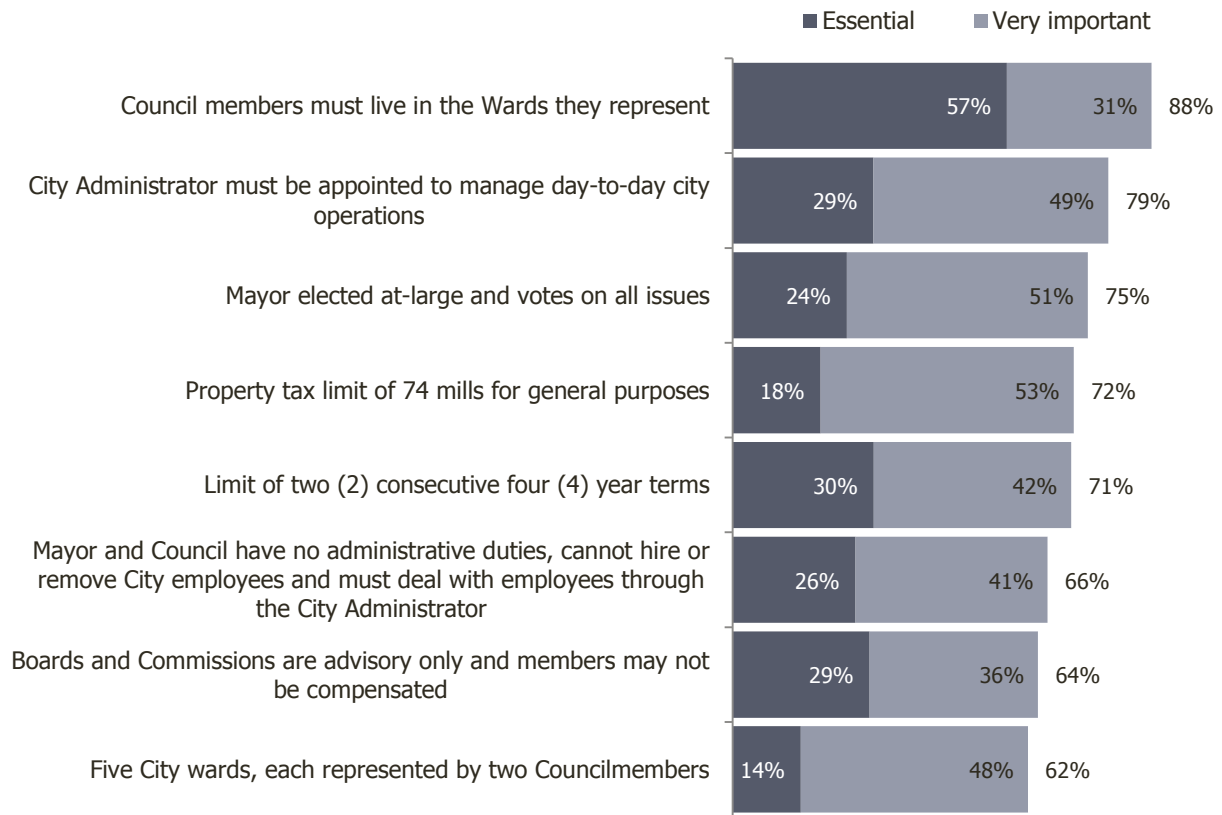 Essential Very important
Council members must live in the Wards they represent
57% 31% 88%
City Administrator must be appointed to manage day-to-day city
operations
29% 49% 79%
Mayor elected at-large and votes on all issues
24% 51% 75%
Property tax limit of 74 mills for general purposes
18% 53% 72%
Limit of two (2) consecutive four (4) year terms
30% 42% 71%
Mayor and Council have no administrative duties, cannot hire or
remove City employees and must deal with employees through
the City Administrator
26% 41% 66%
Boards and Commissions are advisory only and members may not
be compensated
29% 36% 64%
Five City wards, each represented by two Councilmembers
14% 48% 62%